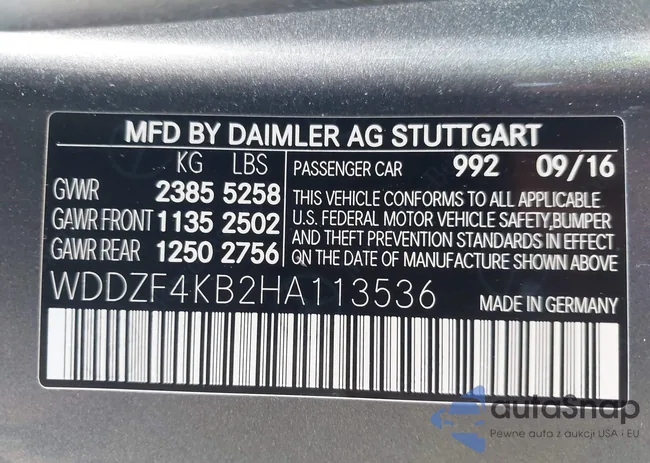 MFD BY DAIMLER AG STUTTGART
KG LBS PASSENGER CAR 992 09/16
GVWR 2385 5258
GAWR FRONT 1135 2502
GAWR REAR 1250 2756
THIS VEHICLE CONFORMS TO ALL APPLICABLE
U.S. FEDERAL MOTOR VEHICLE SAFETY,BUMPER
AND THEFT PREVENTION STANDARDS IN EFFECT
ON THE DATE OF MANUFACTURE SHOWN ABOVE
WDDZF4KB2HA113536 MADE IN GERMANY
autoSnap
Pewne auta z aukcji USA i EU